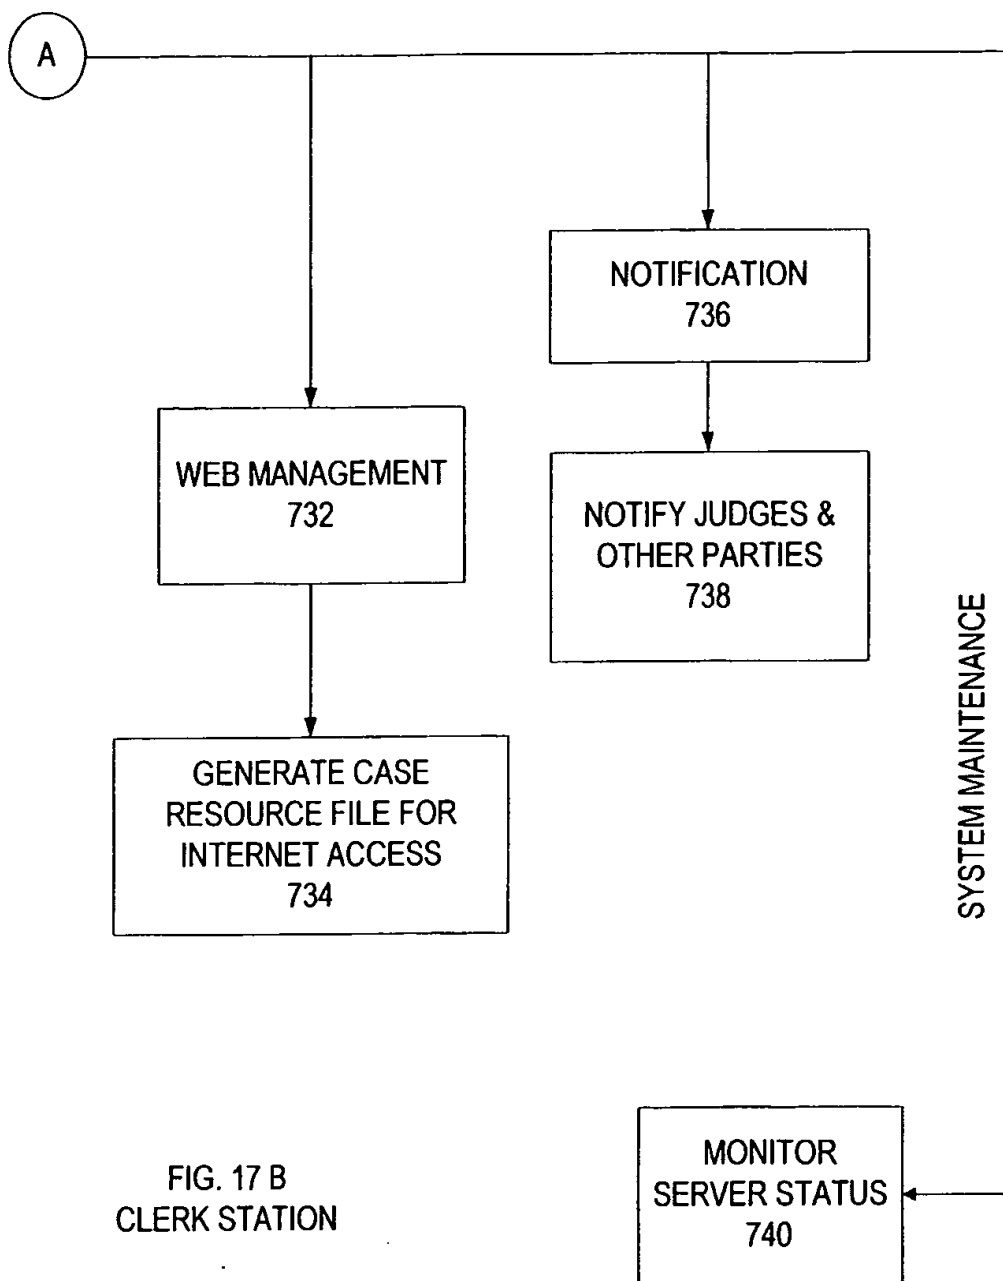 A
NOTIFICATION
736
WEB MANAGEMENT
732
NOTIFY JUDGES &
OTHER PARTIES
738
GENERATE CASE
RESOURCE FILE FOR
INTERNET ACCESS
734
SYSTEM MAINTENANCE
MONITOR
SERVER STATUS
740
FIG. 17 B
CLERK STATION